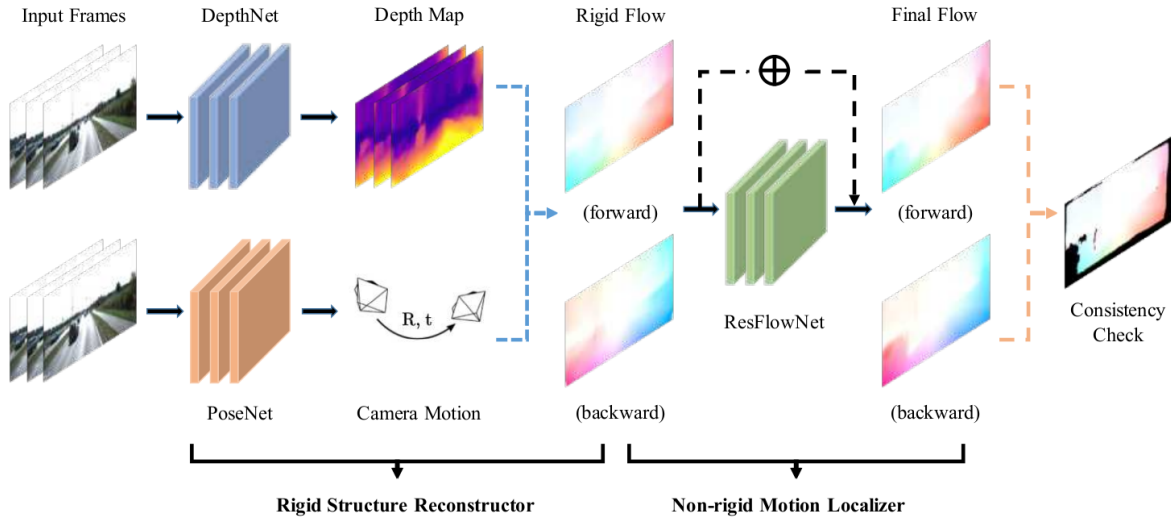 Input Frames
DepthNet
Depth Map
Rigid Flow
Final Flow
(forward)
(forward)
R, t
ResFlowNet
Consistency
Check
PoseNet
Camera Motion
(backward)
(backward)
Rigid Structure Reconstructor
Non-rigid Motion Localizer